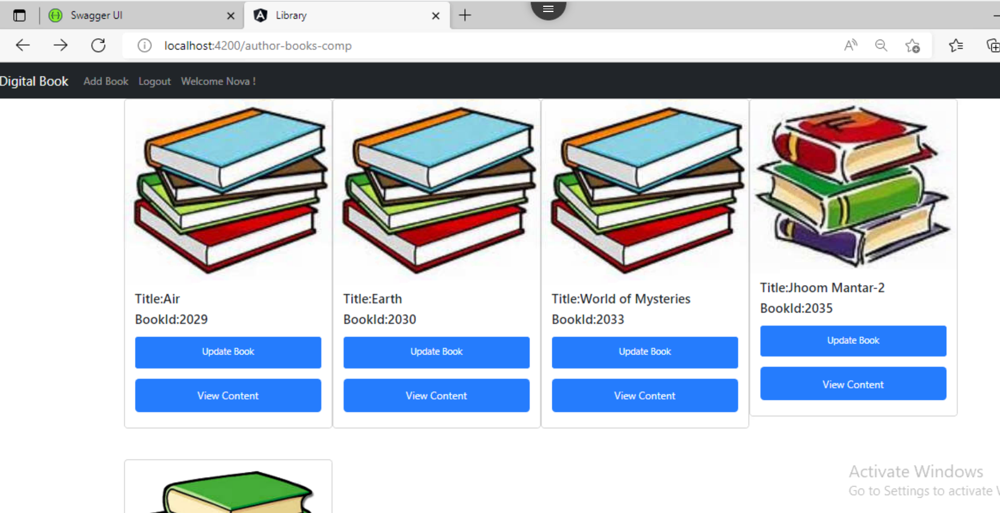 Swagger UI
Library
localhost:4200/author-books-comp
Digital Book
Add Book
Logout
Welcome Nova !
Title:Air
BookId:2029
Update Book
View Content
Title:Earth
BookId:2030
Update Book
View Content
Title:World of Mysteries
BookId:2033
Update Book
View Content
Title:Jhoom Mantar-2
BookId:2035
Update Book
View Content
Activate Windows
Go to Settings to activate